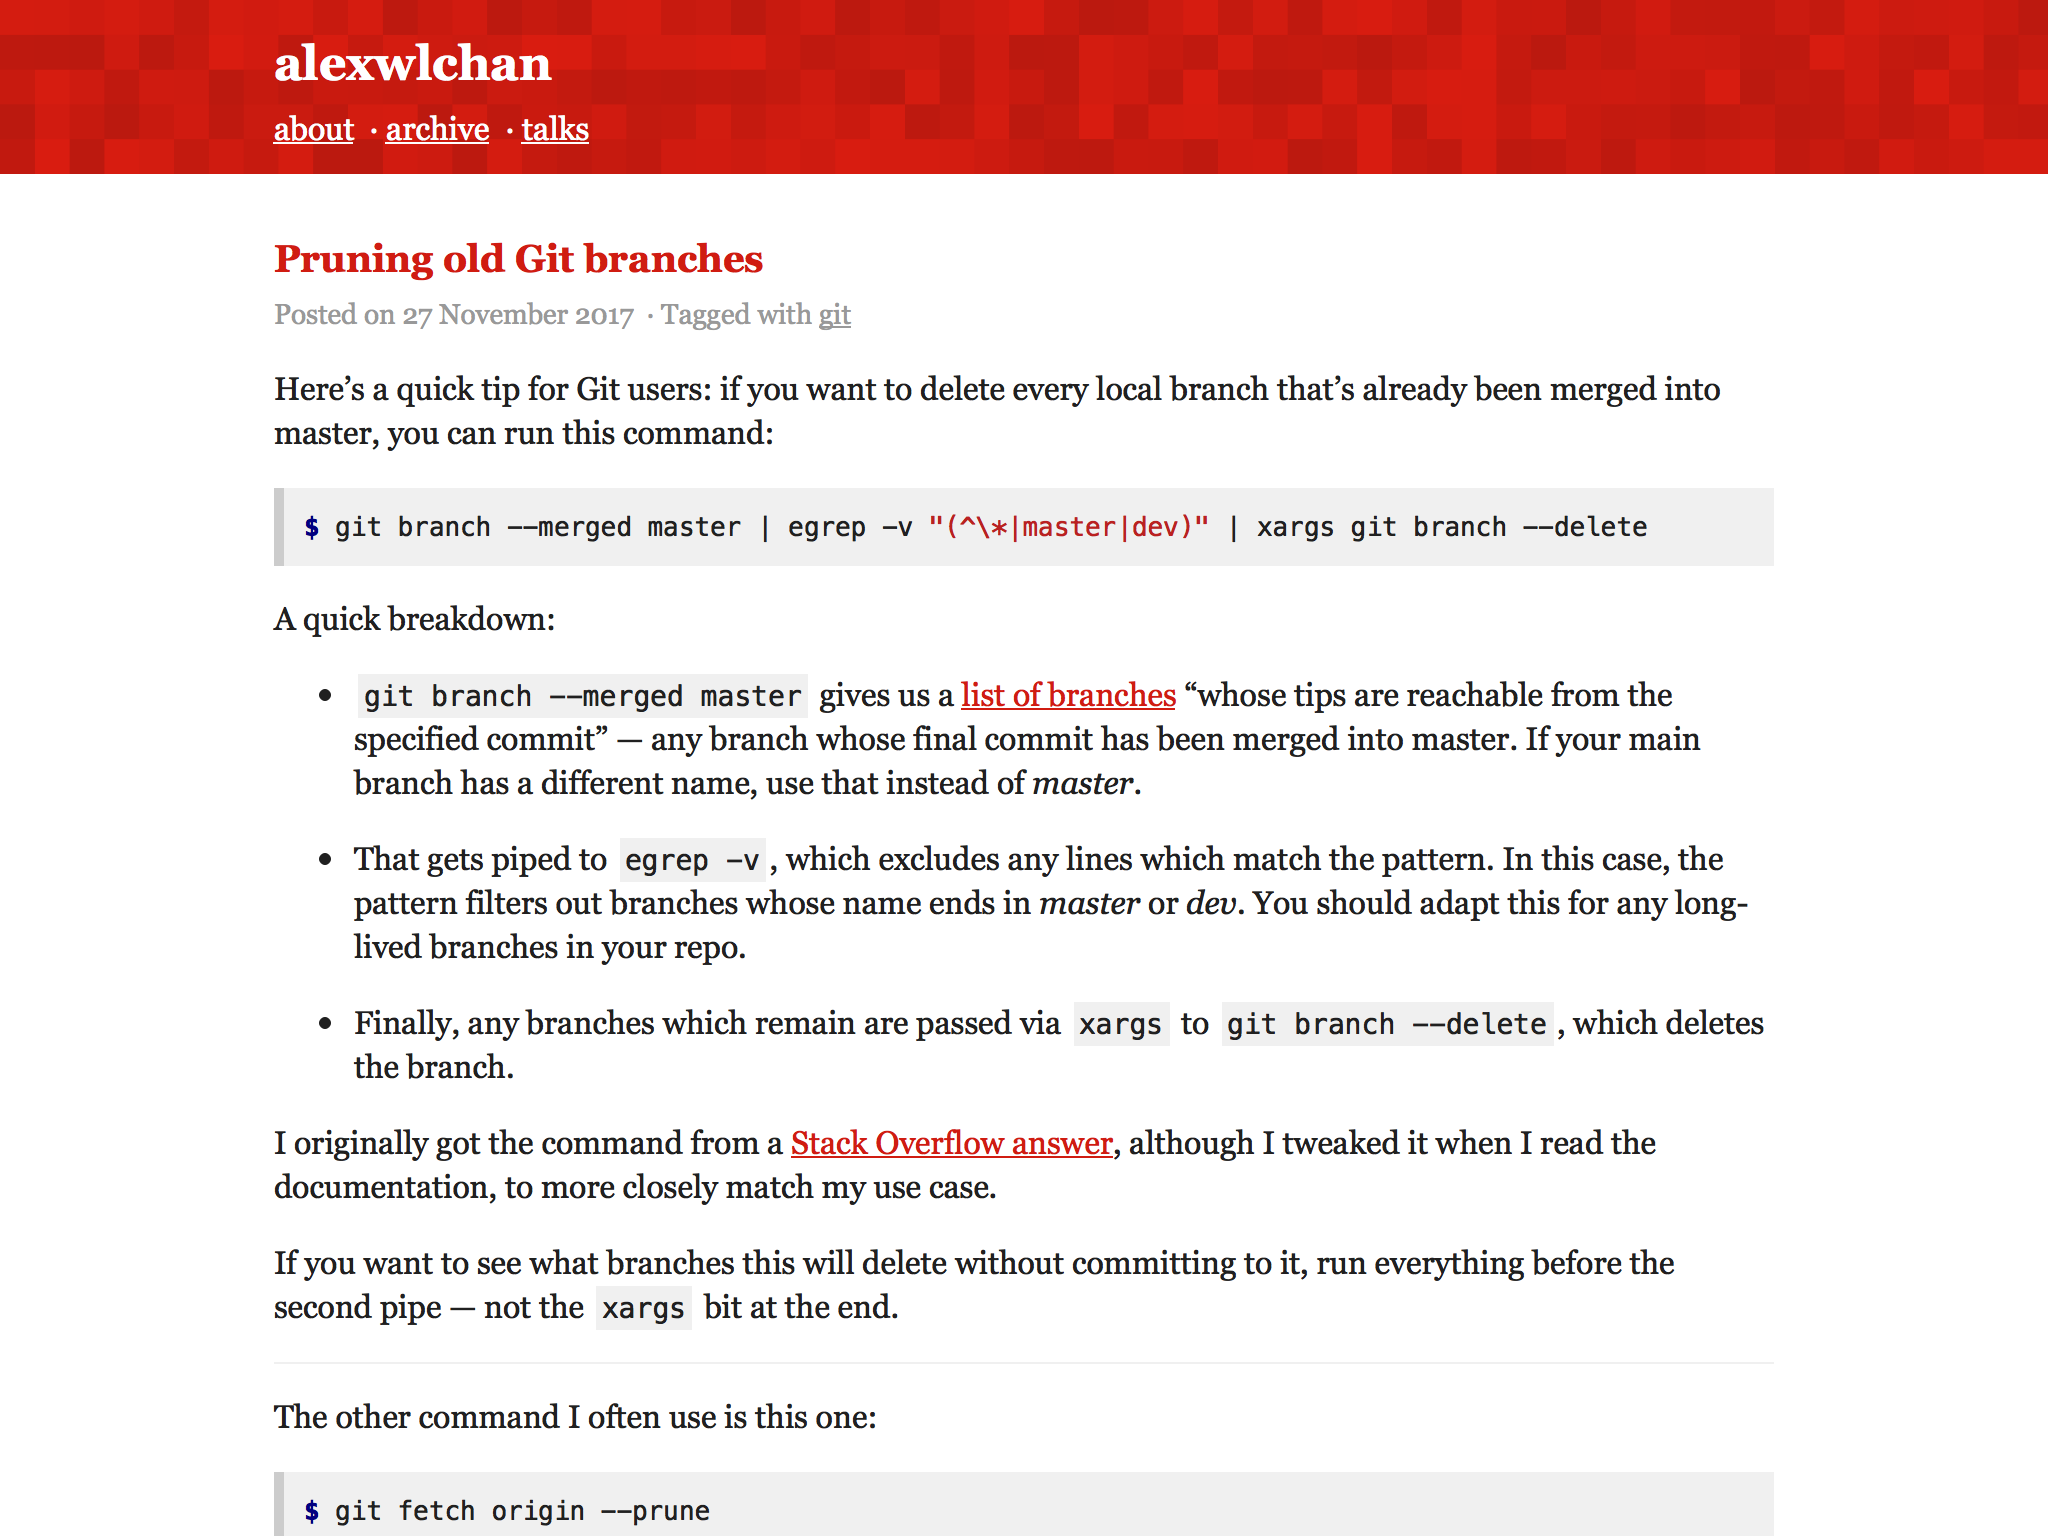 alexwlchan
about · archive · talks
Pruning old Git branches
Posted on 27 November 2017 · Tagged with git
Here’s a quick tip for Git users: if you want to delete every local branch that’s already been merged into
master, you can run this command:
$ git branch --merged master | egrep -v "(^\*|master|dev)" | xargs git branch --delete
A quick breakdown:
• git branch --merged master gives us a list of branches “whose tips are reachable from the
specified commit” — any branch whose final commit has been merged into master. If your main
branch has a different name, use that instead of master.
• That gets piped to egrep -v, which excludes any lines which match the pattern. In this case, the
pattern filters out branches whose name ends in master or dev. You should adapt this for any long-
lived branches in your repo.
• Finally, any branches which remain are passed via xargs to git branch --delete, which deletes
the branch.
I originally got the command from a Stack Overflow answer, although I tweaked it when I read the
documentation, to more closely match my use case.
If you want to see what branches this will delete without committing to it, run everything before the
second pipe — not the xargs bit at the end.
The other command I often use is this one:
$ git fetch origin --prune